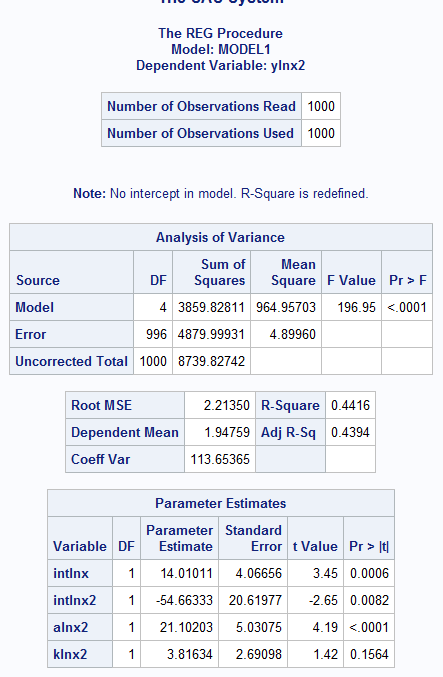 The SAS System
The REG Procedure
Model: MODEL1
Dependent Variable: ylnx2
Number of Observations Read 1000
Number of Observations Used 1000
Note: No intercept in model. R-Square is redefined.
Analysis of Variance
Source DF Sum of Squares Mean Square F Value Pr > F
Model 4 3859.82811 964.95703 196.95 <.0001
Error 996 4879.99931 4.89960
Uncorrected Total 1000 8739.82742
Root MSE 2.21350 R-Square 0.4416
Dependent Mean 1.94759 Adj R-Sq 0.4394
Coeff Var 113.65365
Parameter Estimates
Variable DF Parameter Estimate Standard Error t Value Pr > |t|
intlnx 1 14.01011 4.06656 3.45 0.0006
intlnx2 1 -54.66333 20.61977 -2.65 0.0082
alnx2 1 21.10203 5.03075 4.19 <.0001
klnx2 1 3.81634 2.69098 1.42 0.1564